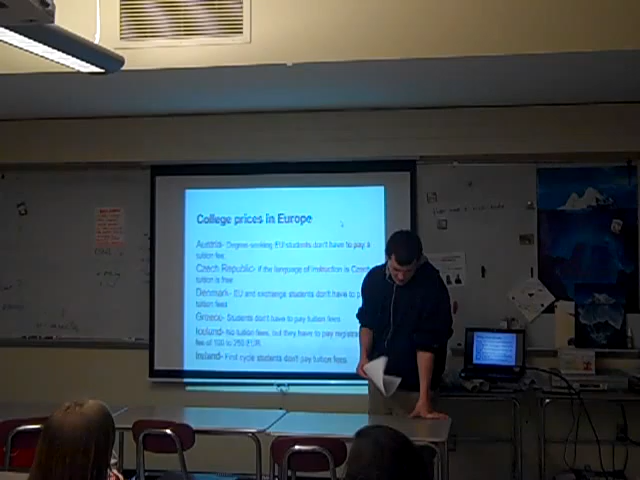 College prices in Europe
Austria- Degree-seeking EU students don't have to pay a
tuition fee.
Czech Republic- if the language of instruction is Czech
tuition is free
Denmark- EU and exchange students don't have to p
tuition fees
Greece- Students don't have to pay tuition fees
Iceland- No tuition fees, but they have to pay registra
fee of 100 to 250 EUR
Ireland- First cycle students don't pay tuition fees